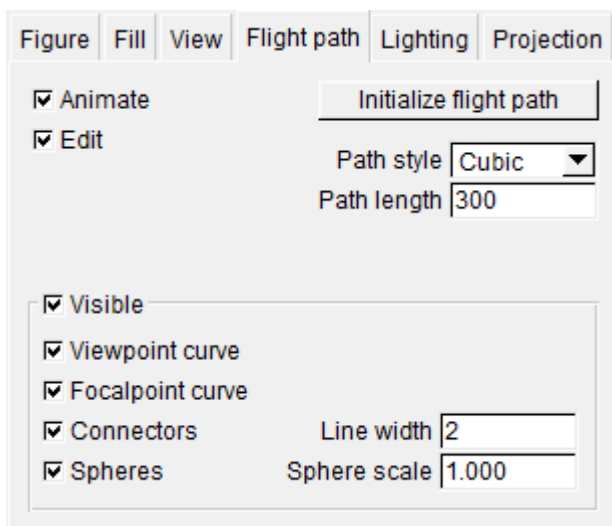 Figure Fill View Flight path Lighting Projection
Animate Initialize flight path
Edit
Path style Cubic
Path length 300
Visible
Viewpoint curve
Focalpoint curve
Connectors Line width 2
Spheres Sphere scale 1.000